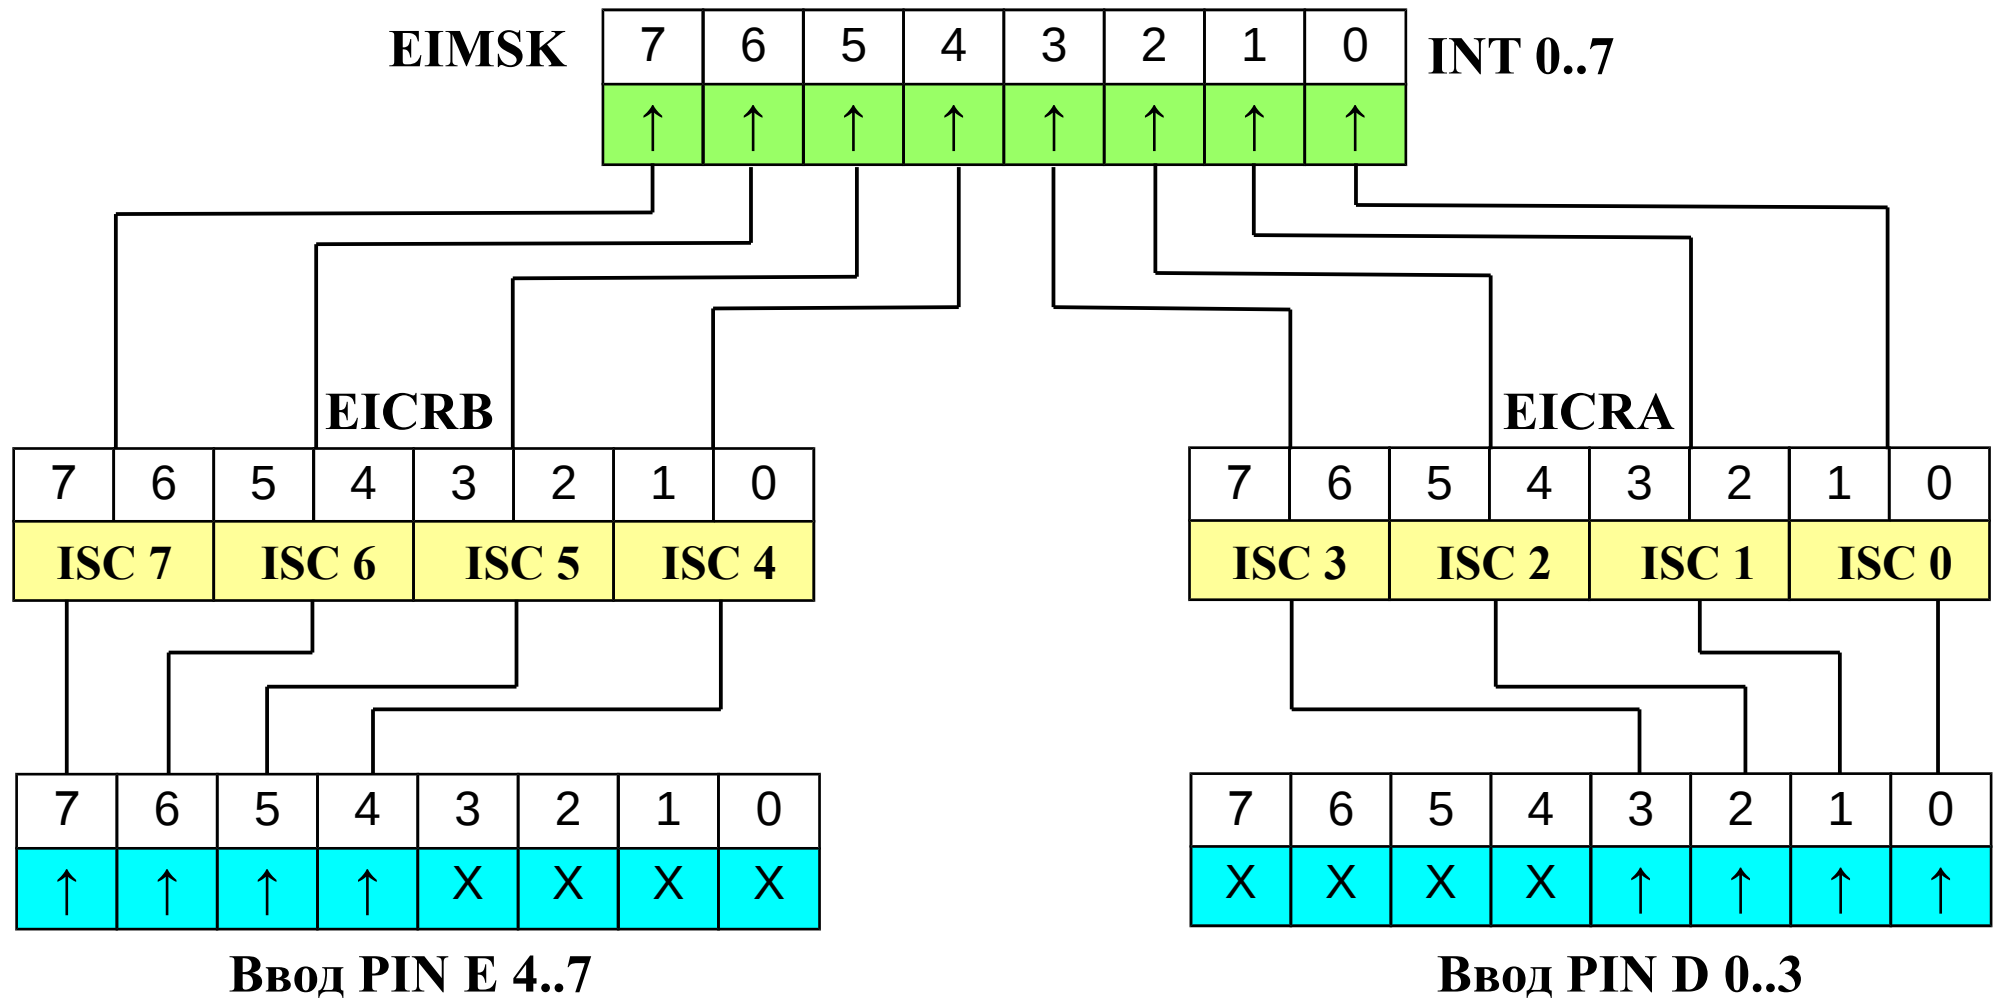 EIMSK 7 6 5 4 3 2 1 0 INT 0..7
↑ ↑ ↑ ↑ ↑ ↑ ↑ ↑
EICRB
7 6 5 4 3 2 1 0
ISC 7 ISC 6 ISC 5 ISC 4
EICRA
7 6 5 4 3 2 1 0
ISC 3 ISC 2 ISC 1 ISC 0
7 6 5 4 3 2 1 0
↑ ↑ ↑ ↑ X X X X
Ввод PIN E 4..7
7 6 5 4 3 2 1 0
X X X X ↑ ↑ ↑ ↑
Ввод PIN D 0..3